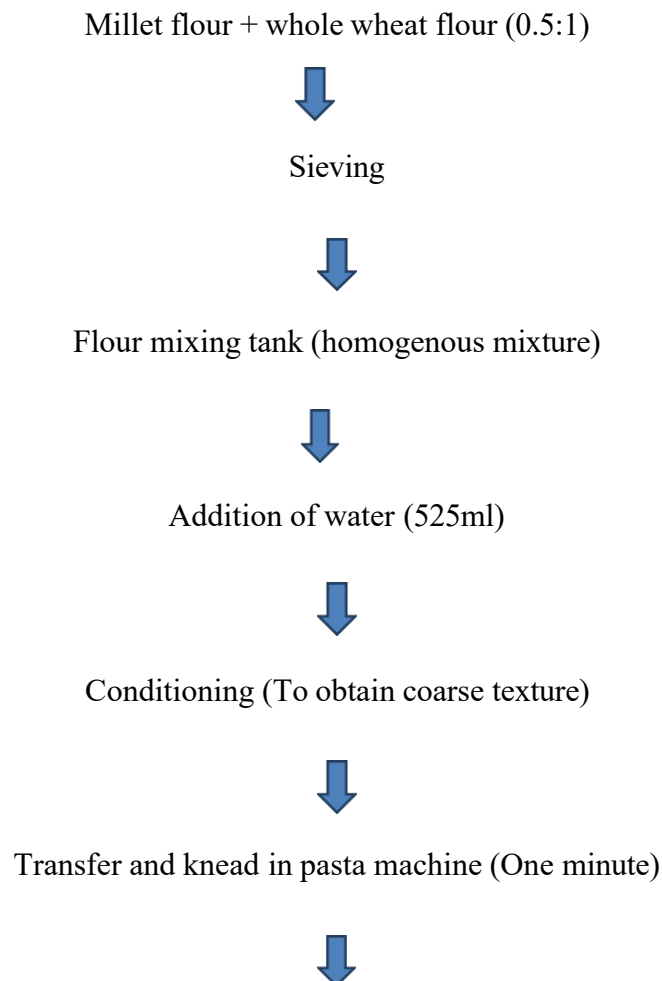 Millet flour + whole wheat flour (0.5:1)
Sieving
Flour mixing tank (homogenous mixture)
Addition of water (525ml)
Conditioning (To obtain coarse texture)
Transfer and knead in pasta machine (One minute)